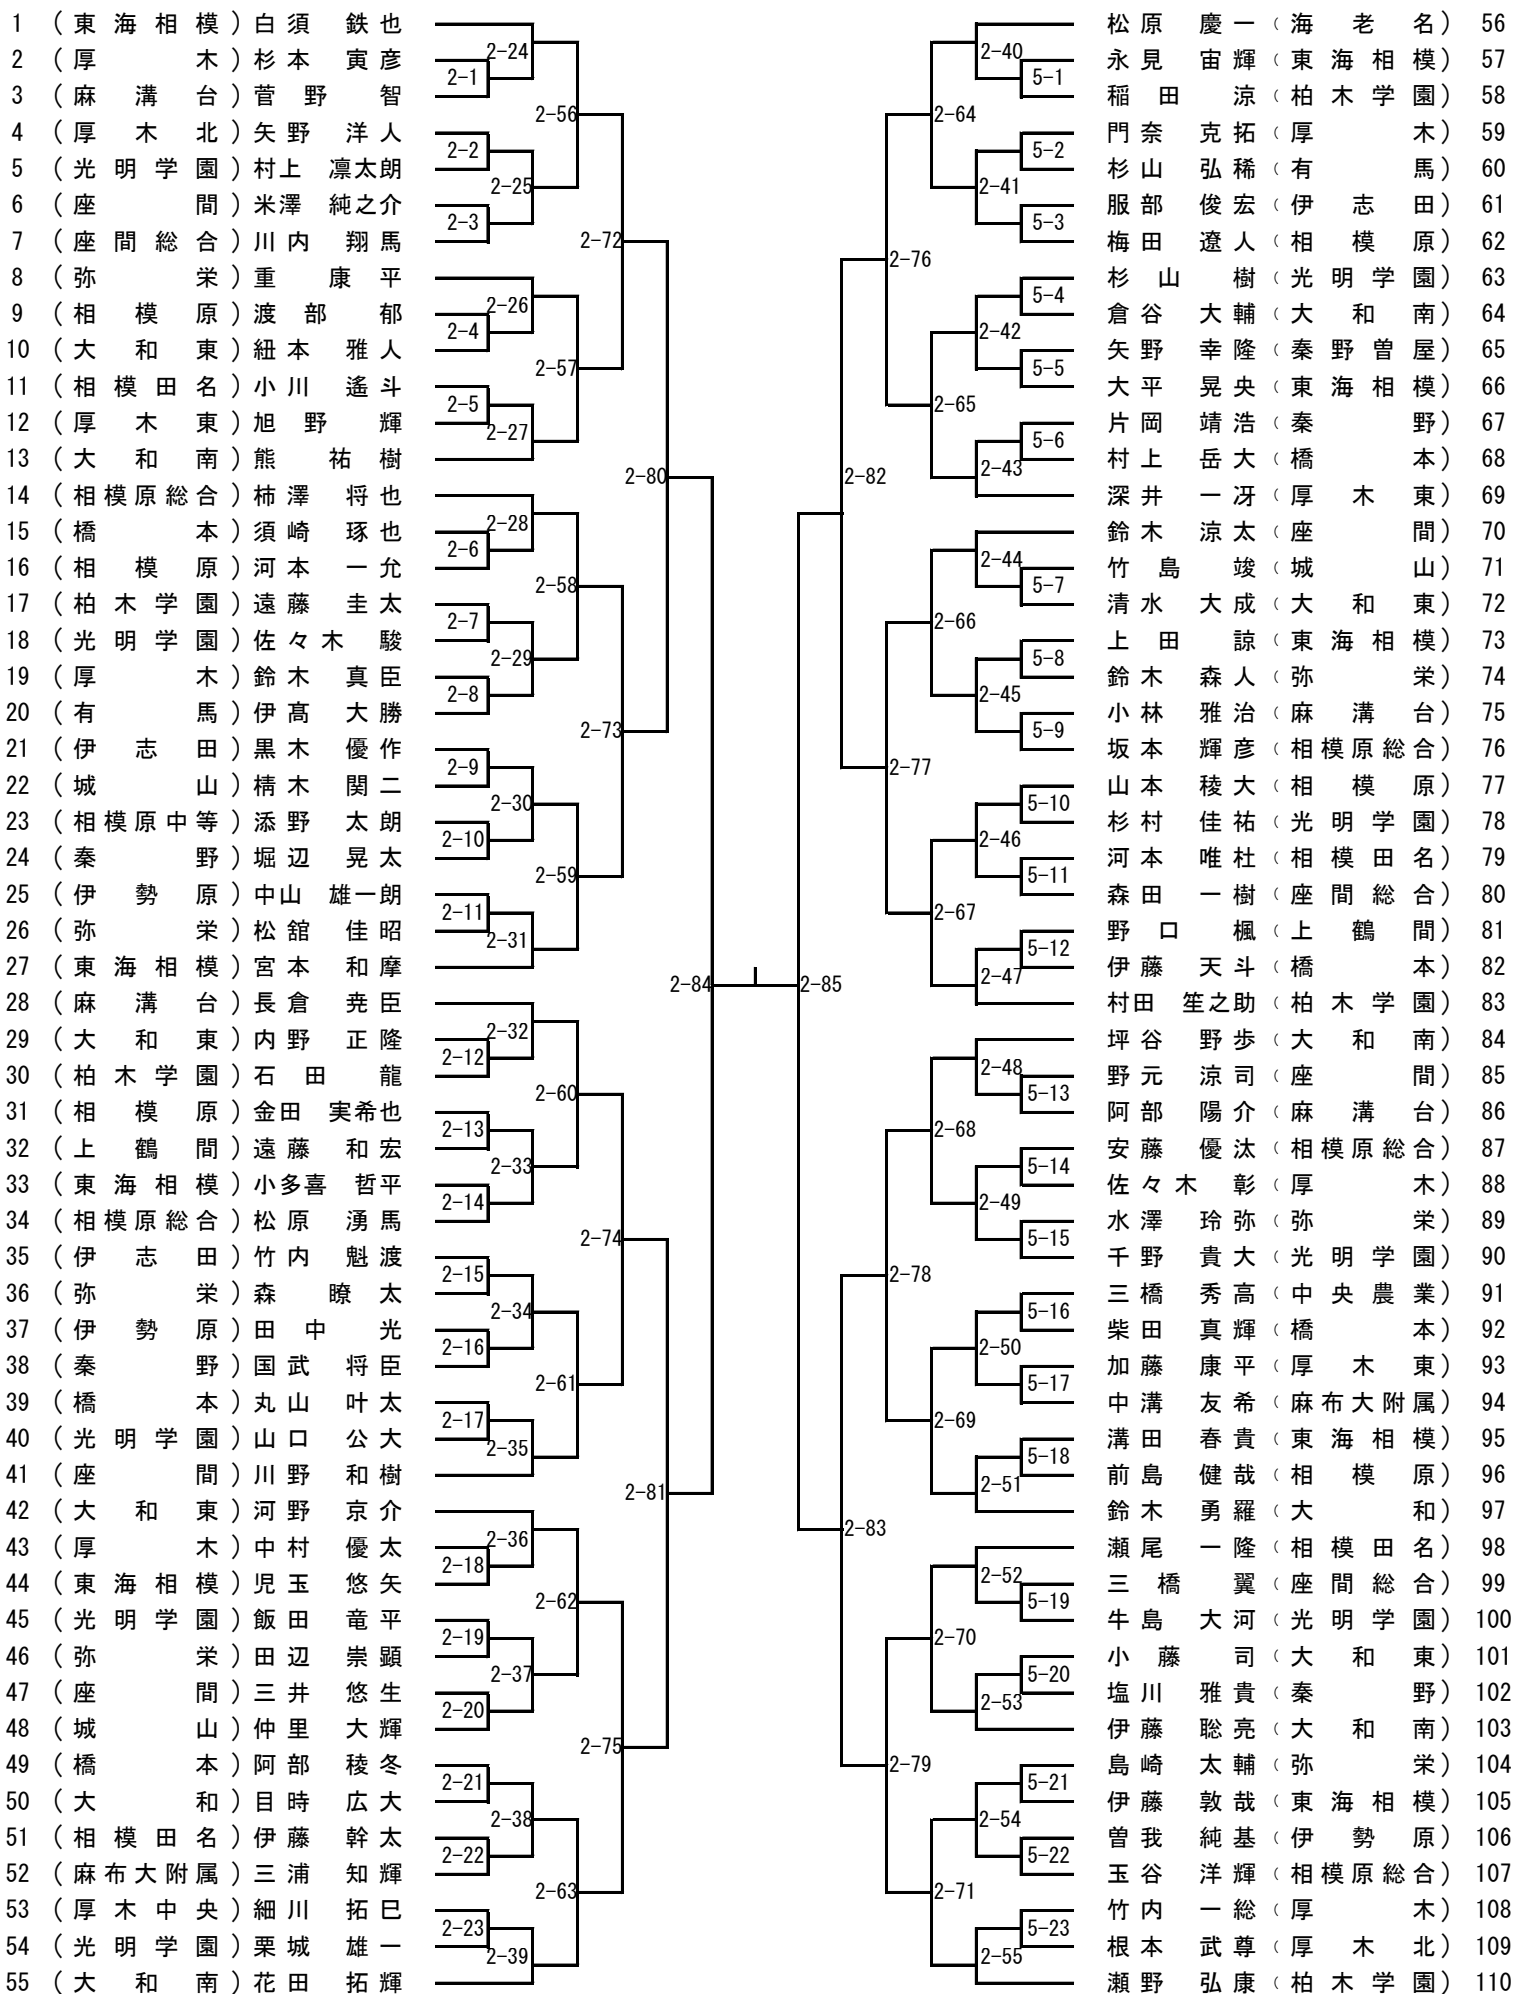 1 （東海相模）白須 鉄也
2 （厚木）杉本 寅彦
3 （麻溝台）菅野 智
4 （厚木北）矢野 洋人
5 （光明学園）村上 凛太朗
6 （座間）米澤 純之介
7 （座間総合）川内 翔馬
8 （弥栄）重 康平
9 （相模原）渡部 郁
10 （大和東）紐本 雅人
11 （相模田名）小川 遙斗
12 （厚木東）旭野 輝
13 （大和南）熊 祐樹
14 （相模原総合）柿澤 将也
15 （橋本）須崎 琢也
16 （相模原）河本 一允
17 （柏木学園）遠藤 圭太
18 （光明学園）佐々木 駿
19 （厚木）鈴木 真臣
20 （有馬）伊髙 大勝
21 （伊志田）黒木 優作
22 （城山）棈木 関二
23 （相模原中等）添野 太朗
24 （秦野）堀辺 晃太
25 （伊勢原）中山 雄一朗
26 （弥栄）松舘 佳昭
27 （東海相模）宮本 和摩
28 （麻溝台）長倉 尭臣
29 （大和東）内野 正隆
30 （柏木学園）石田 龍
31 （相模原）金田 実希也
32 （上鶴間）遠藤 和宏
33 （東海相模）小多喜 哲平
34 （相模原総合）松原 湧馬
35 （伊志田）竹内 魁渡
36 （弥栄）森 瞭太
37 （伊勢原）田中 光
38 （秦野）国武 将臣
39 （橋本）丸山 叶太
40 （光明学園）山口 公大
41 （座間）川野 和樹
42 （大和東）河野 京介
43 （厚木）中村 優太
44 （東海相模）児玉 悠矢
45 （光明学園）飯田 竜平
46 （弥栄）田辺 崇顕
47 （座間）三井 悠生
48 （城山）仲里 大輝
49 （橋本）阿部 稜冬
50 （大和）目時 広大
51 （相模田名）伊藤 幹太
52 （麻布大附属）三浦 知輝
53 （厚木中央）細川 拓巳
54 （光明学園）栗城 雄一
55 （大和南）花田 拓輝
2-1
2-2
2-3
2-4
2-5
2-6
2-7
2-8
2-9
2-10
2-11
2-12
2-13
2-14
2-15
2-16
2-17
2-18
2-19
2-20
2-21
2-22
2-23
2-24
2-25
2-26
2-27
2-28
2-29
2-30
2-31
2-32
2-33
2-34
2-35
2-36
2-37
2-38
2-39
2-56
2-57
2-58
2-59
2-60
2-61
2-62
2-63
2-72
2-73
2-74
2-75
2-80
2-81
2-84
2-85
2-82
2-83
2-76
2-77
2-78
2-79
2-64
2-65
2-66
2-67
2-68
2-69
2-70
2-71
2-40
2-41
2-42
2-43
2-44
2-45
2-46
2-47
2-48
2-49
2-50
2-51
2-52
2-53
2-54
2-55
5-1
5-2
5-3
5-4
5-5
5-6
5-7
5-8
5-9
5-10
5-11
5-12
5-13
5-14
5-15
5-16
5-17
5-18
5-19
5-20
5-21
5-22
5-23
松原 慶一（海老名）56
永見 宙輝（東海相模）57
稲田 涼（柏木学園）58
門奈 克拓（厚木）59
杉山 弘稀（有馬）60
服部 俊宏（伊志田）61
梅田 遼人（相模原）62
杉山 樹（光明学園）63
倉谷 大輔（大和南）64
矢野 幸隆（秦野曽屋）65
大平 晃央（東海相模）66
片岡 靖浩（秦野）67
村上 岳大（橋本）68
深井 一冴（厚木東）69
鈴木 涼太（座間）70
竹島 竣（城山）71
清水 大成（大和東）72
上田 諒（東海相模）73
鈴木 森人（弥栄）74
小林 雅治（麻溝台）75
坂本 輝彦（相模原総合）76
山本 稜大（相模原）77
杉村 佳祐（光明学園）78
河本 唯杜（相模田名）79
森田 一樹（座間総合）80
野口 楓（上鶴間）81
伊藤 天斗（橋本）82
村田 笙之助（柏木学園）83
坪谷 野歩（大和南）84
野元 涼司（座間）85
阿部 陽介（麻溝台）86
安藤 優汰（相模原総合）87
佐々木 彰（厚木）88
水澤 玲弥（弥栄）89
千野 貴大（光明学園）90
三橋 秀高（中央農業）91
柴田 真輝（橋本）92
加藤 康平（厚木東）93
中溝 友希（麻布大附属）94
溝田 春貴（東海相模）95
前島 健哉（相模原）96
鈴木 勇羅（大和）97
瀬尾 一隆（相模田名）98
三橋 翼（座間総合）99
牛島 大河（光明学園）100
小藤 司（大和東）101
塩川 雅貴（秦野）102
伊藤 聡亮（大和南）103
島崎 太輔（弥栄）104
伊藤 敦哉（東海相模）105
曽我 純基（伊勢原）106
玉谷 洋輝（相模原総合）107
竹内 一総（厚木）108
根本 武尊（厚木北）109
瀬野 弘康（柏木学園）110